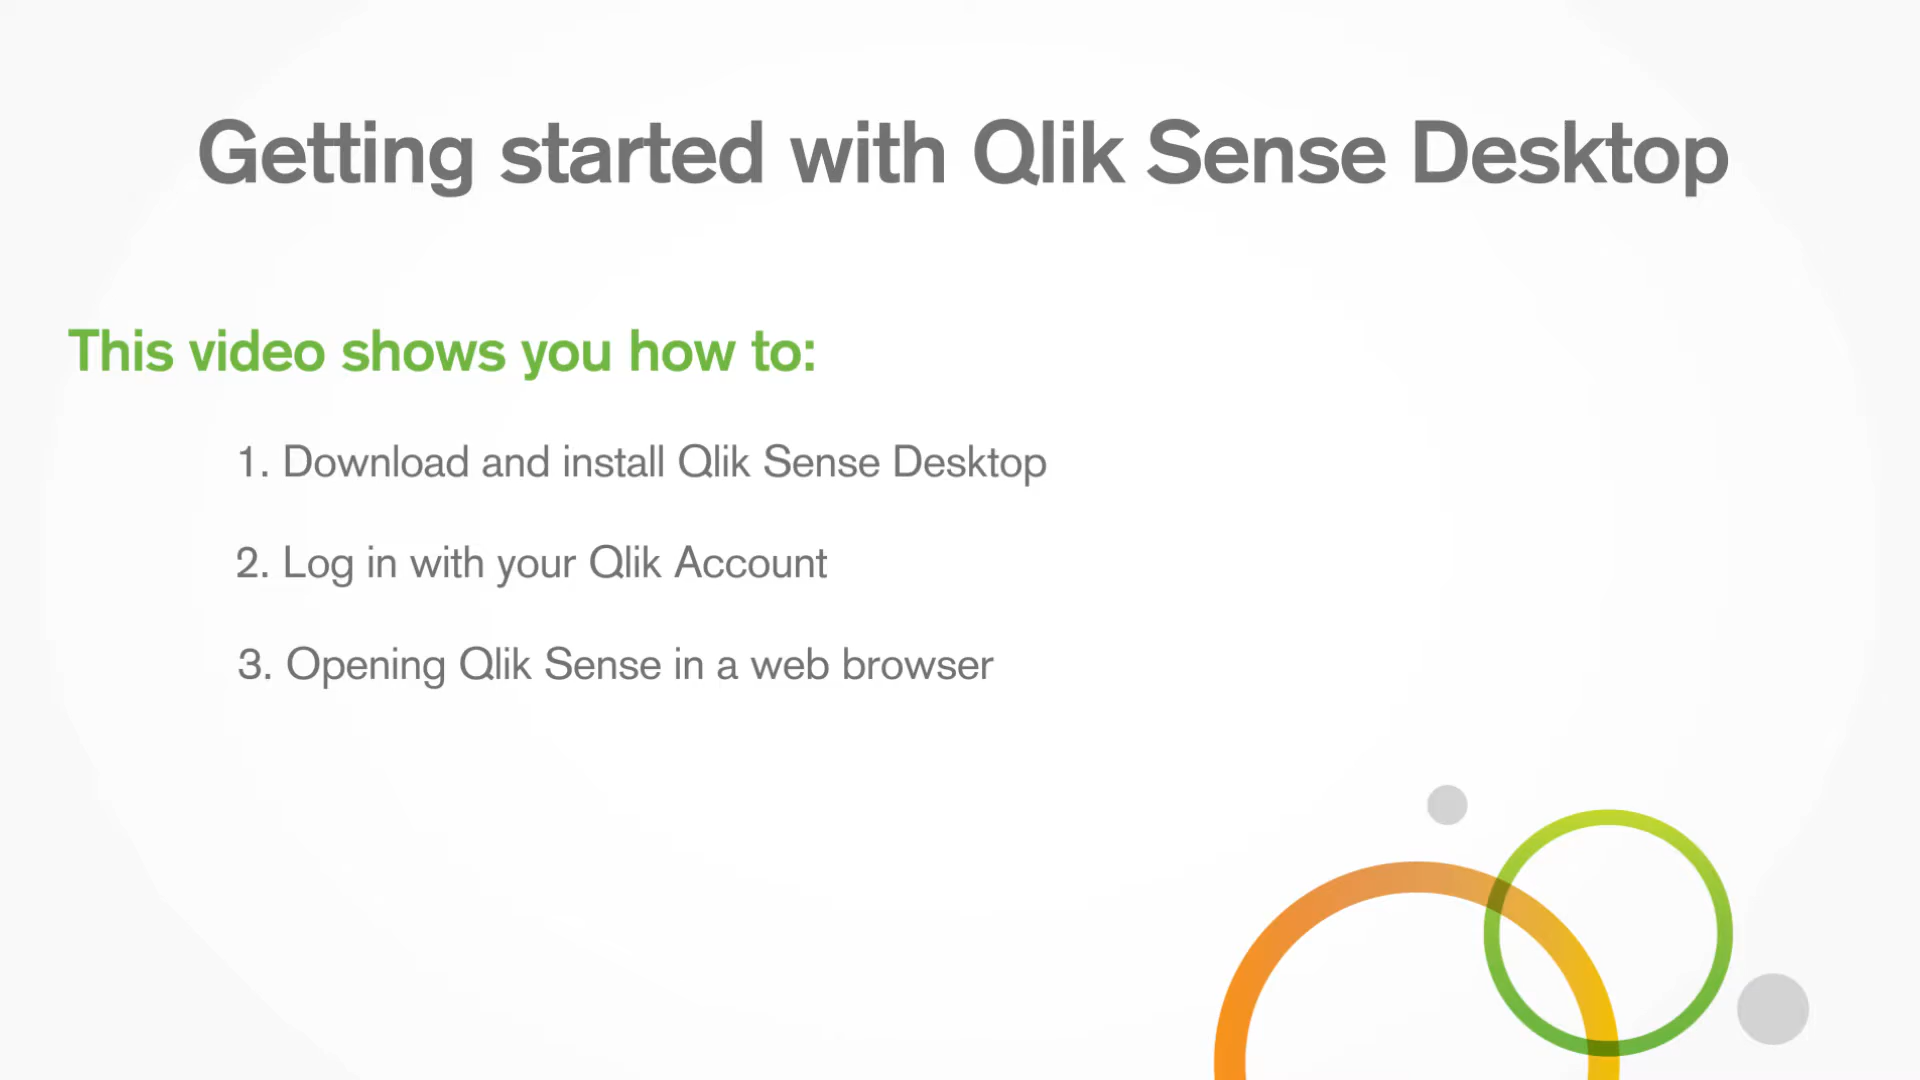 Getting started with Qlik Sense Desktop
This video shows you how to:
1. Download and install Qlik Sense Desktop
2. Log in with your Qlik Account
3. Opening Qlik Sense in a web browser